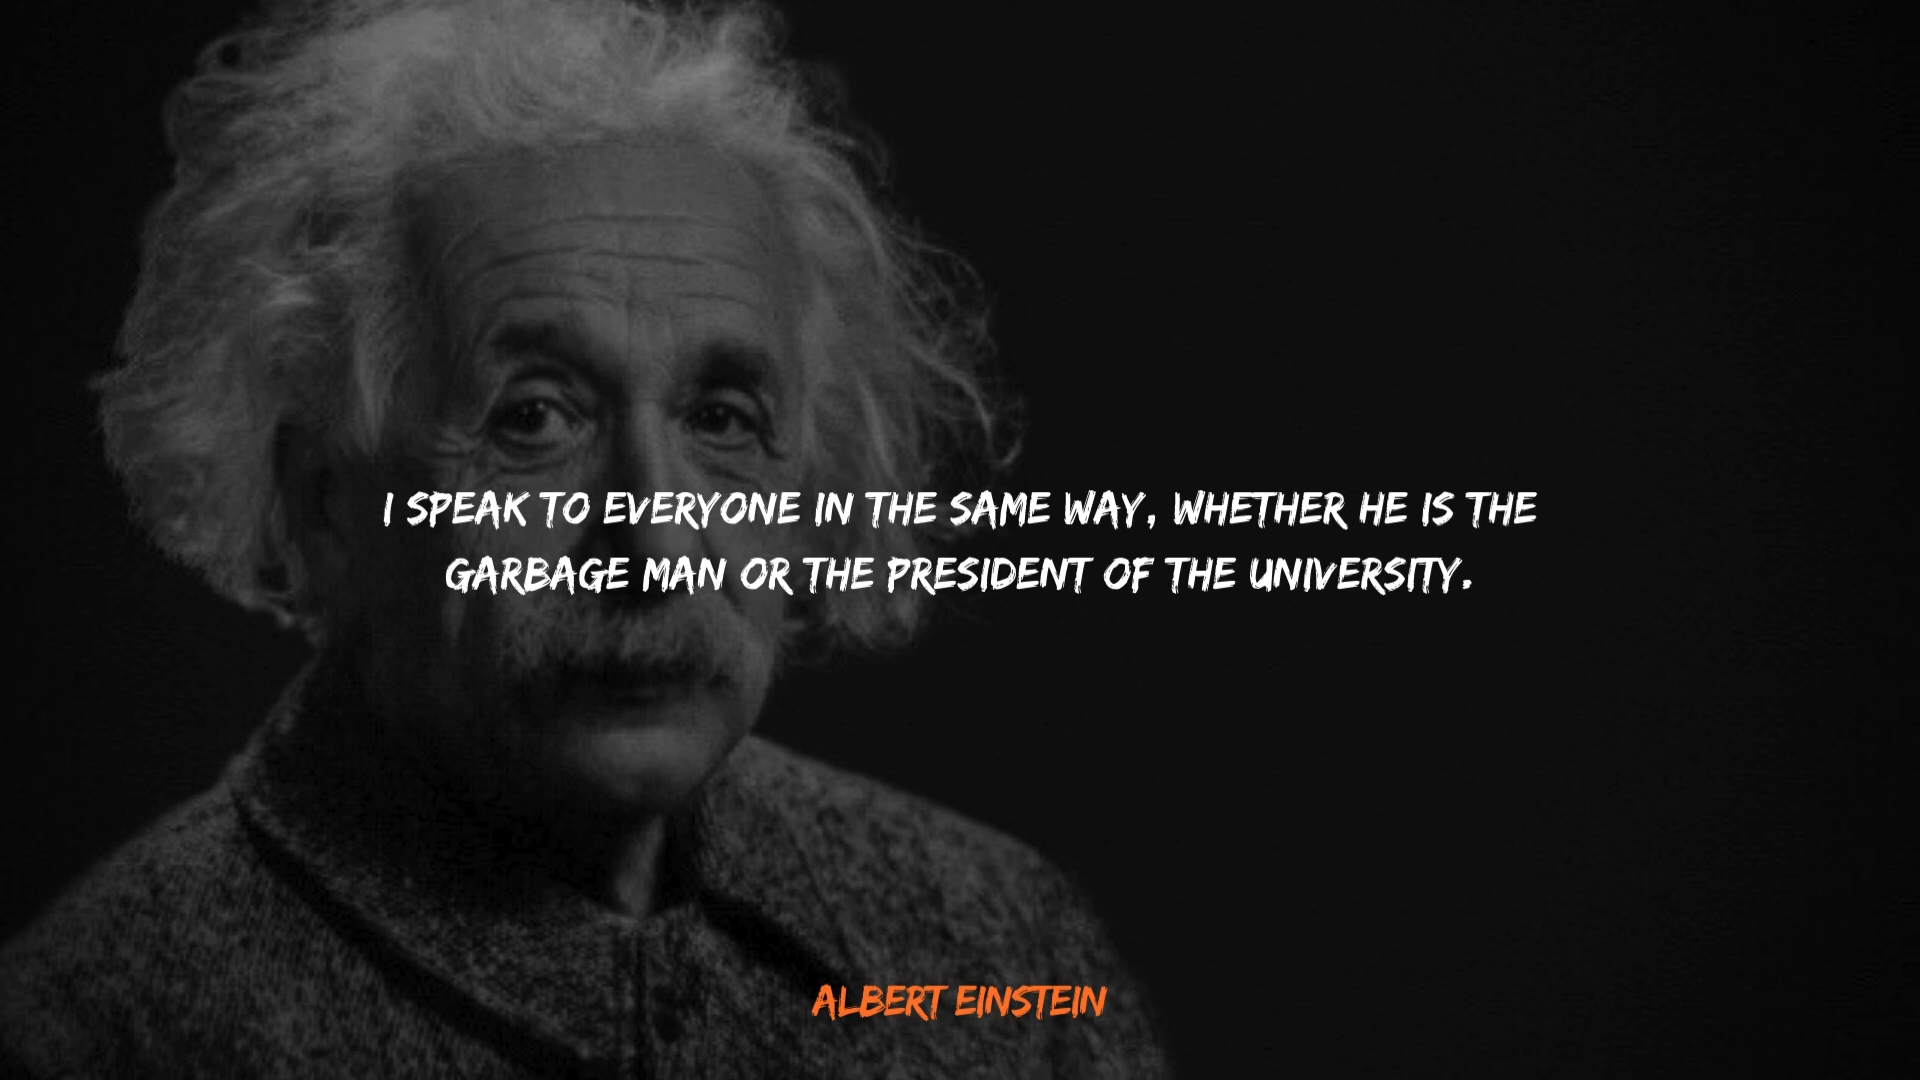 I SPEAK TO EVERYONE IN THE SAME WAY, WHETHER HE IS THE
GARBAGE MAN OR THE PRESIDENT OF THE UNIVERSITY.
ALBERT EINSTEIN